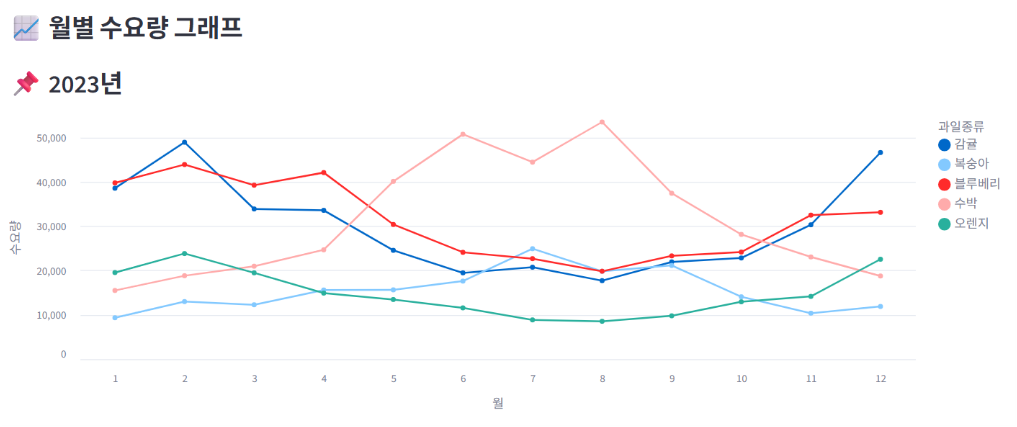 월별 수요량 그래프
2023년
과일종류
감귤
복숭아
블루베리
수박
오렌지
수요량
50,000
40,000
30,000
20,000
10,000
0
1 2 3 4 5 6 7 8 9 10 11 12
월